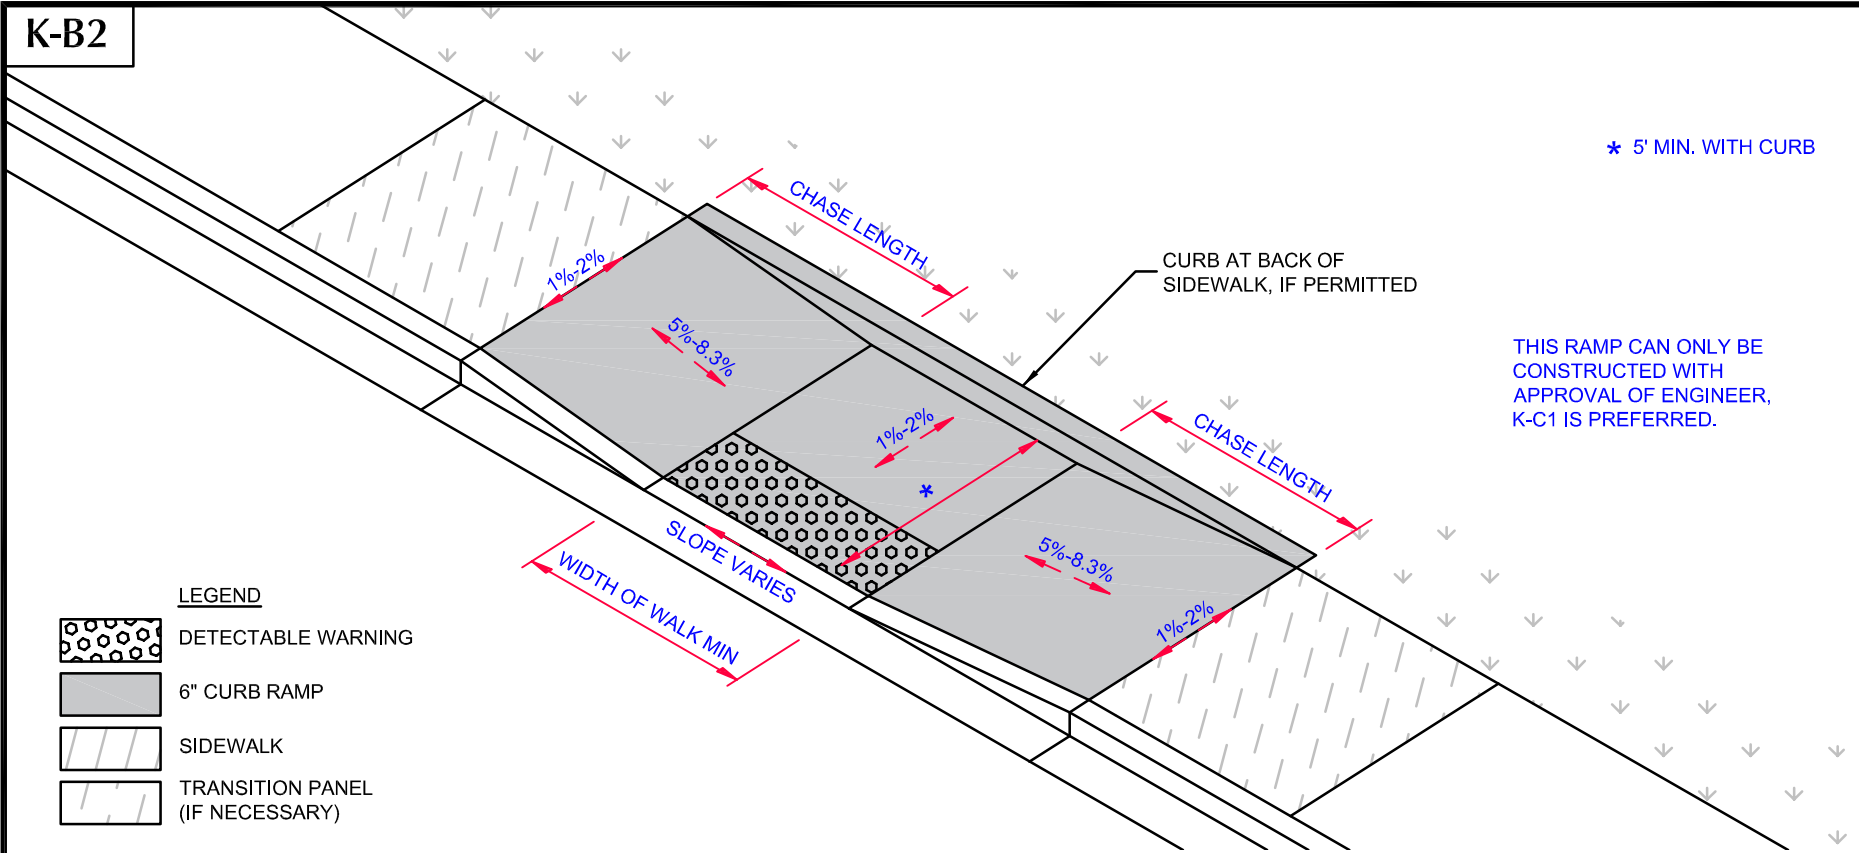 K-B2
* 5' MIN. WITH CURB
CHASE LENGTH
CURB AT BACK OF
SIDEWALK, IF PERMITTED
1%-2%
5%-8.3%
THIS RAMP CAN ONLY BE
CONSTRUCTED WITH
APPROVAL OF ENGINEER,
K-C1 IS PREFERRED.
1%-2%
*
CHASE LENGTH
SLOPE VARIES
WIDTH OF WALK MIN
5%-8.3%
1%-2%
LEGEND
DETECTABLE WARNING
6" CURB RAMP
SIDEWALK
TRANSITION PANEL
(IF NECESSARY)